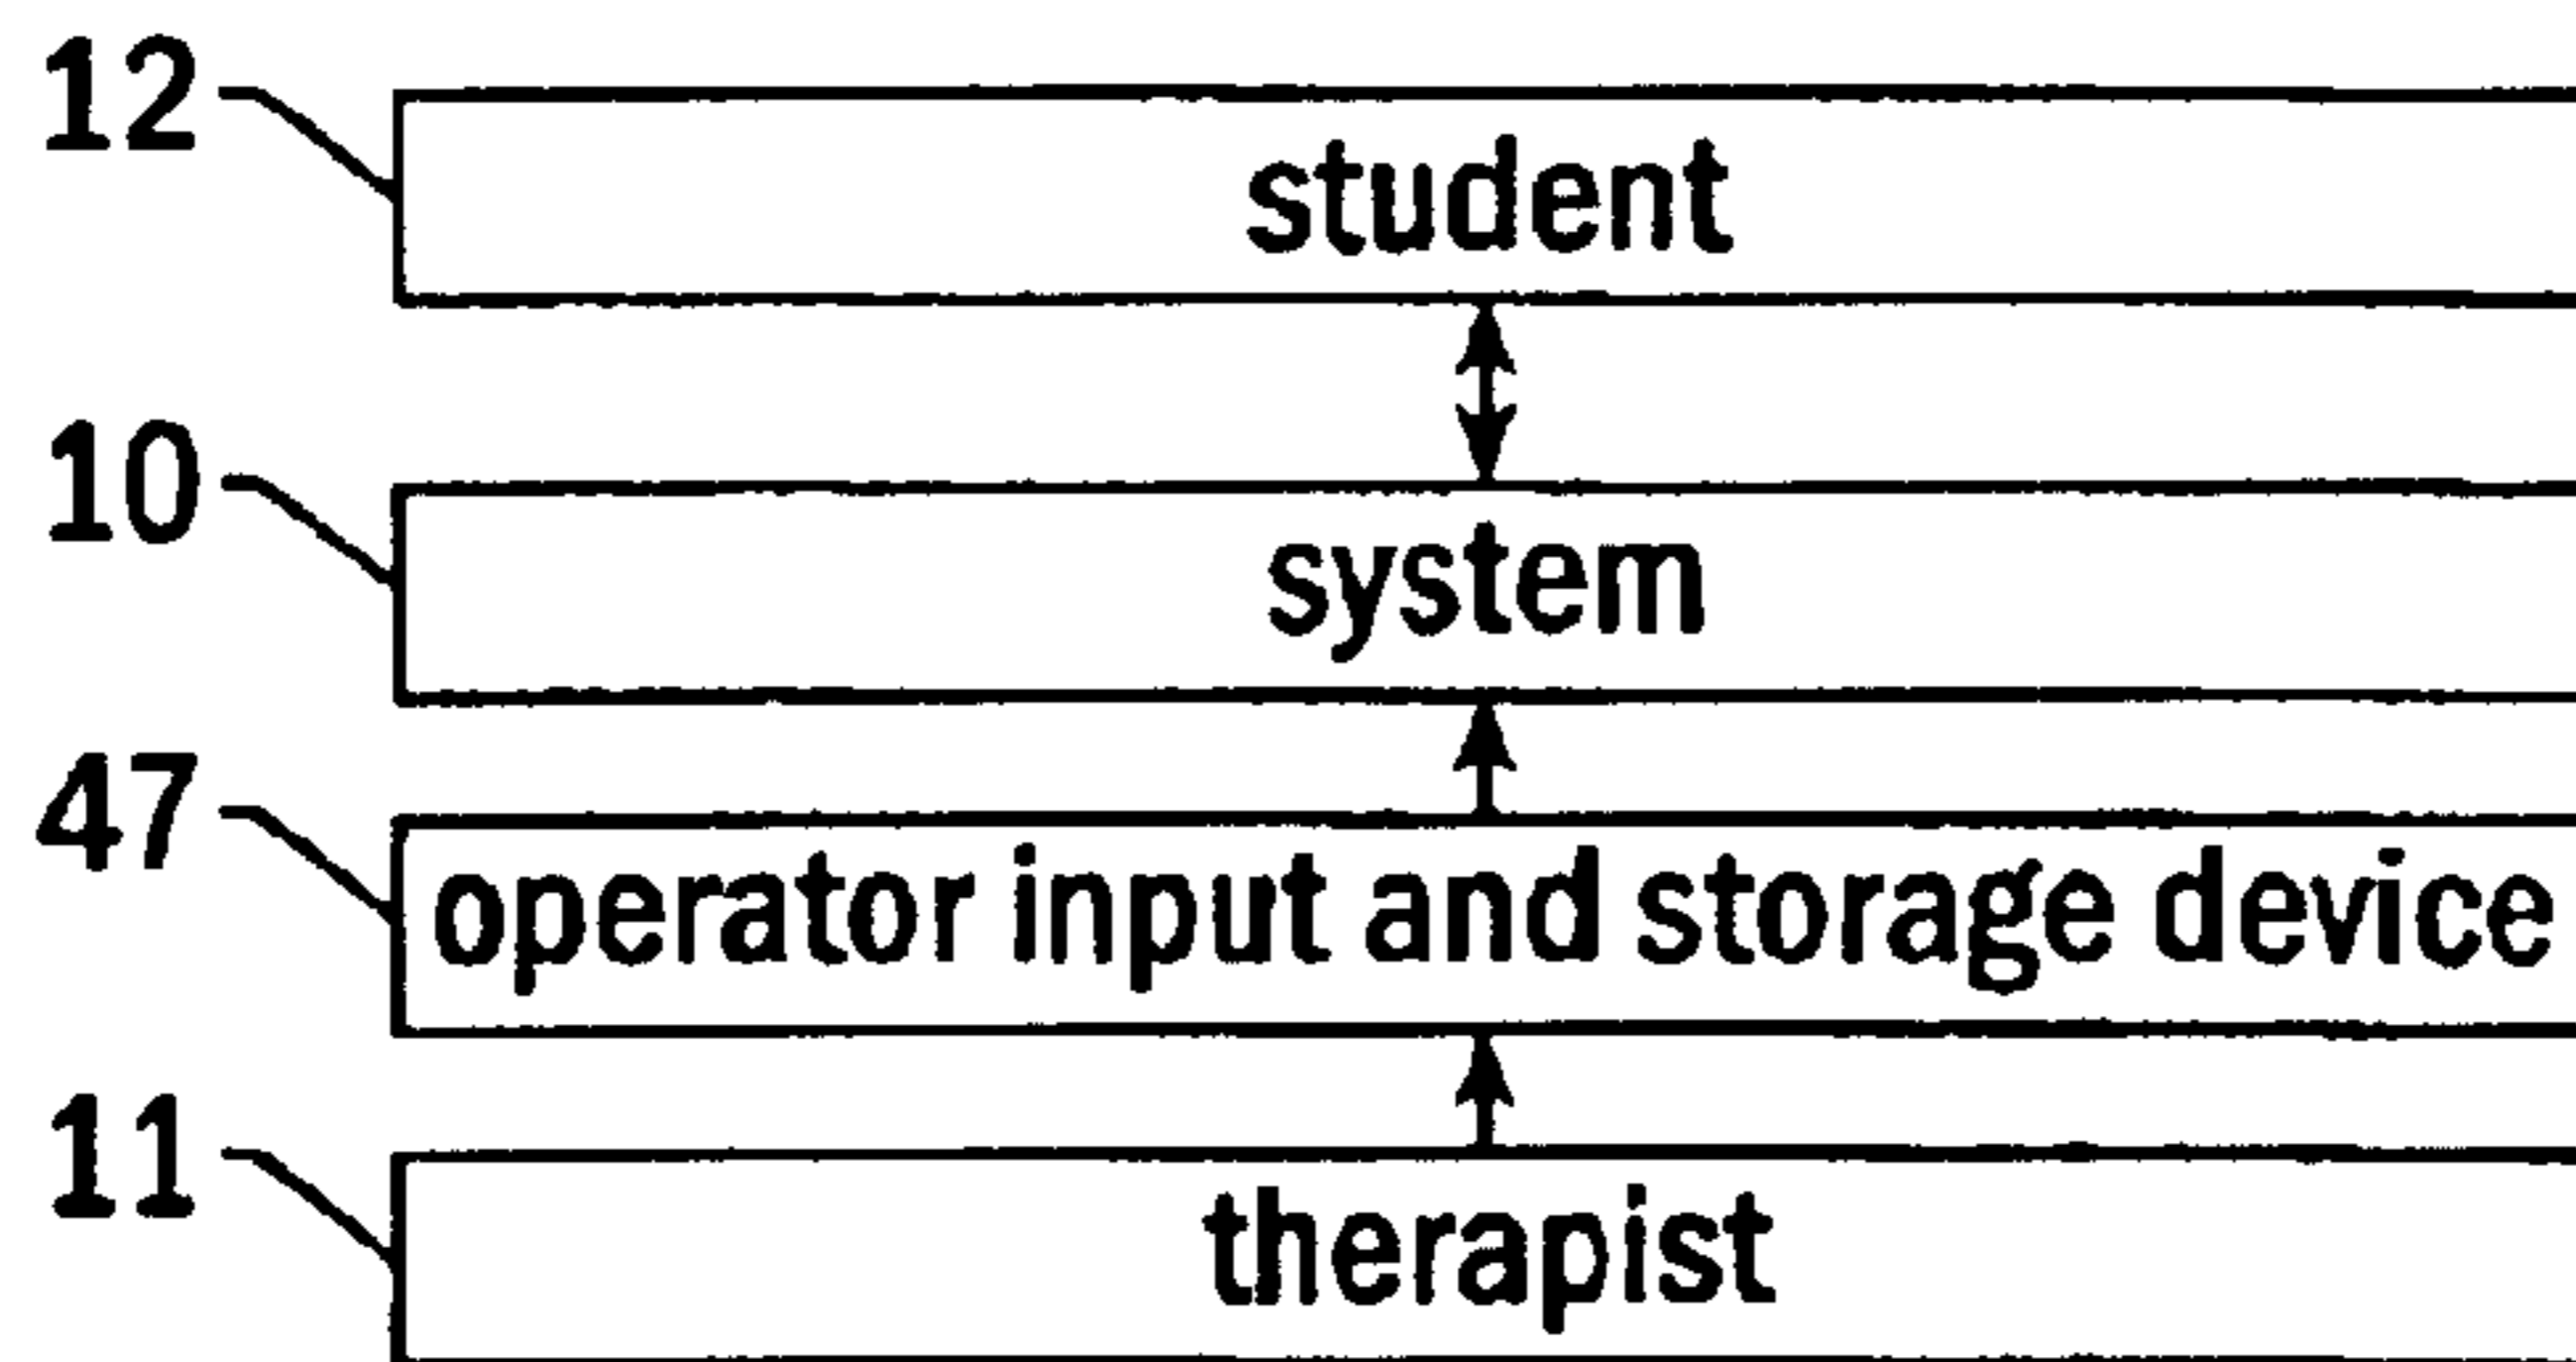 12 student
10 system
47 operator input and storage device
11 therapist